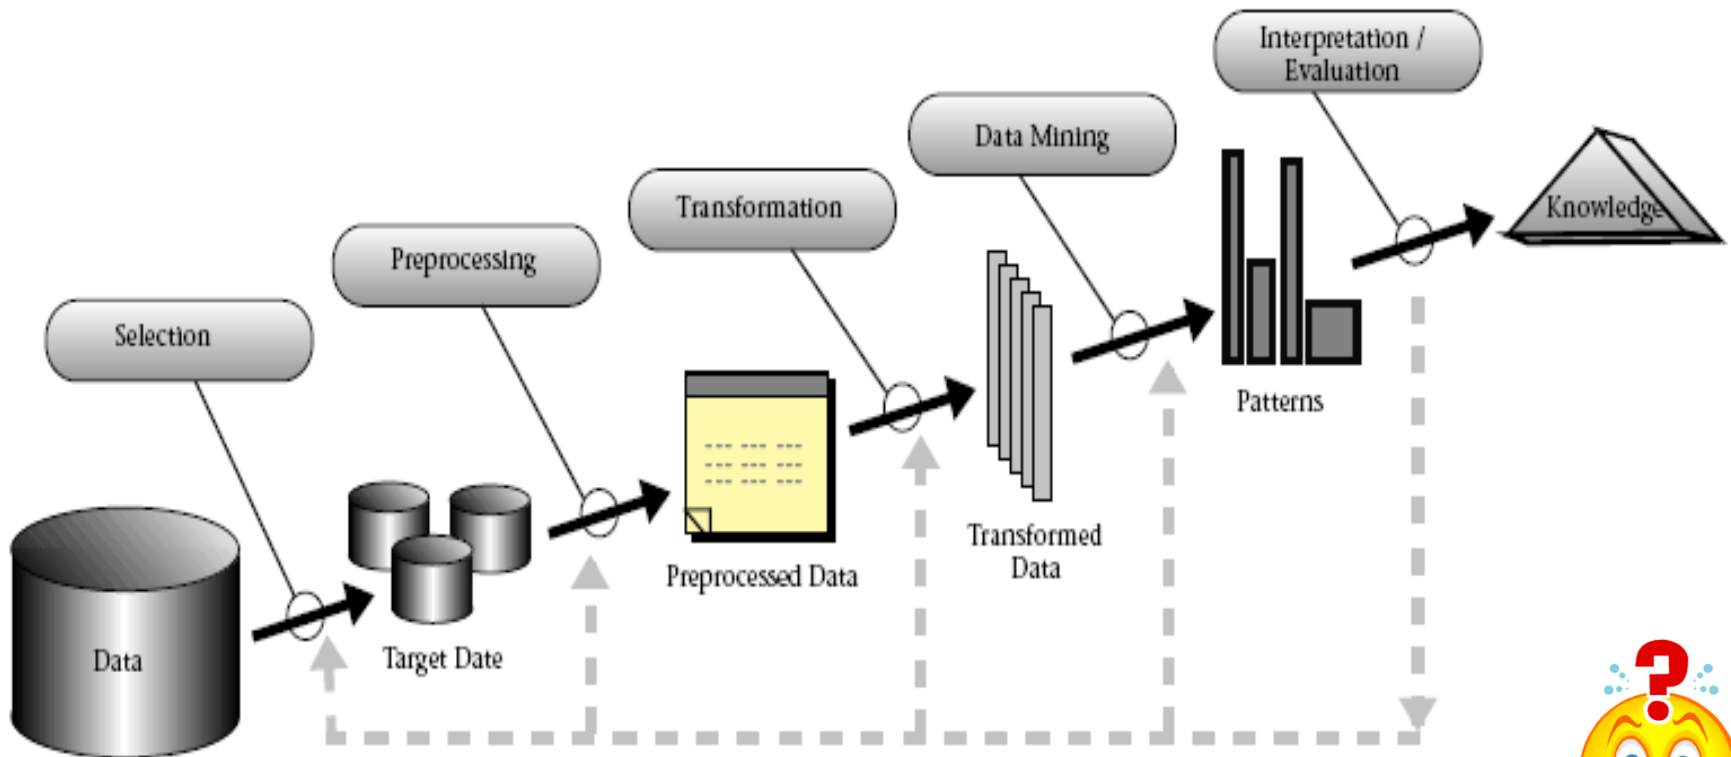 Interpretation /
Evaluation
Data Mining
Transformation
Knowledge
Preprocessing
Selection
Patterns
Transformed
Data
Preprocessed Data
Data
Target Date
?